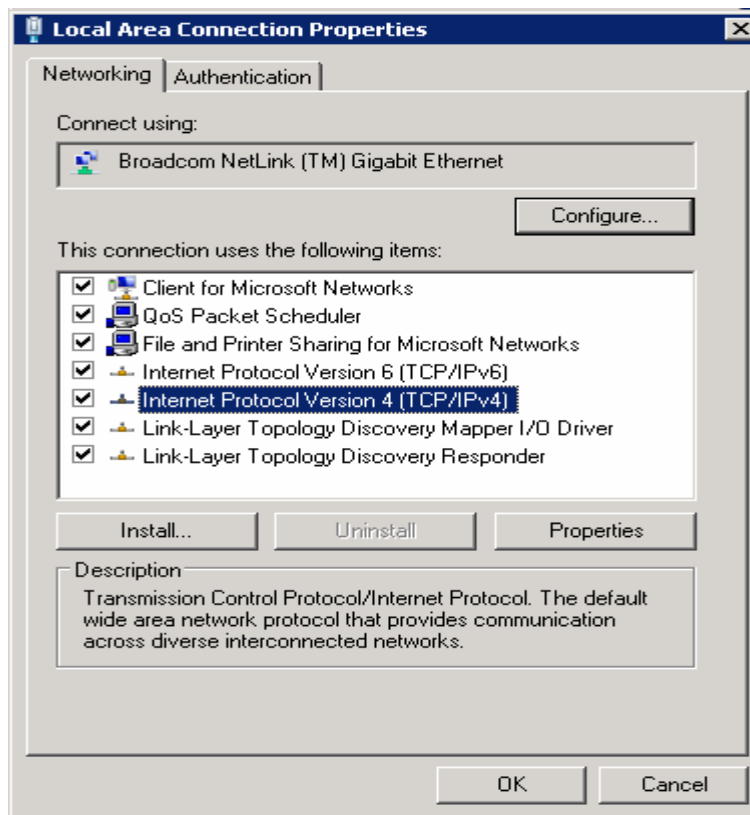 Local Area Connection Properties
Networking
Authentication
Connect using:
Broadcom NetLink (TM) Gigabit Ethernet
Configure...
This connection uses the following items:
Client for Microsoft Networks
QoS Packet Scheduler
File and Printer Sharing for Microsoft Networks
Internet Protocol Version 6 (TCP/IPv6)
Internet Protocol Version 4 (TCP/IPv4)
Link-Layer Topology Discovery Mapper I/O Driver
Link-Layer Topology Discovery Responder
Install...
Uninstall
Properties
Description
Transmission Control Protocol/Internet Protocol. The default
wide area network protocol that provides communication
across diverse interconnected networks.
OK
Cancel